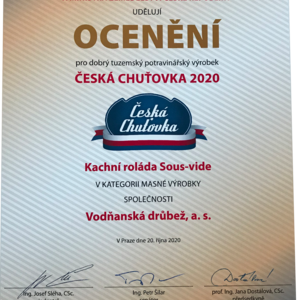 UDĚLUJÍ
OCENĚNÍ
pro dobrý tuzemský potravinářský výrobek
ČESKÁ CHUŤOVKA 2020
Česká
Chuťovka
Kachní roláda Sous-vide
V KATEGORII MASNÉ VÝROBKY
SPOLEČNOSTI
Vodňanská drůbež, a. s.
V Praze dne 20. října 2020
Ing. Josef Sléha, CSc.
Ing. Petr Šilar
prof. Ing. Jana Dostálová, CSc.